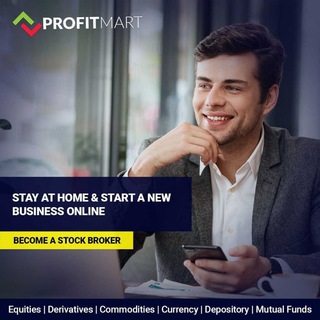 PROFITMART
STAY AT HOME & START A NEW
BUSINESS ONLINE
BECOME A STOCK BROKER
Equities | Derivatives | Commodities | Currency | Depository | Mutual Funds